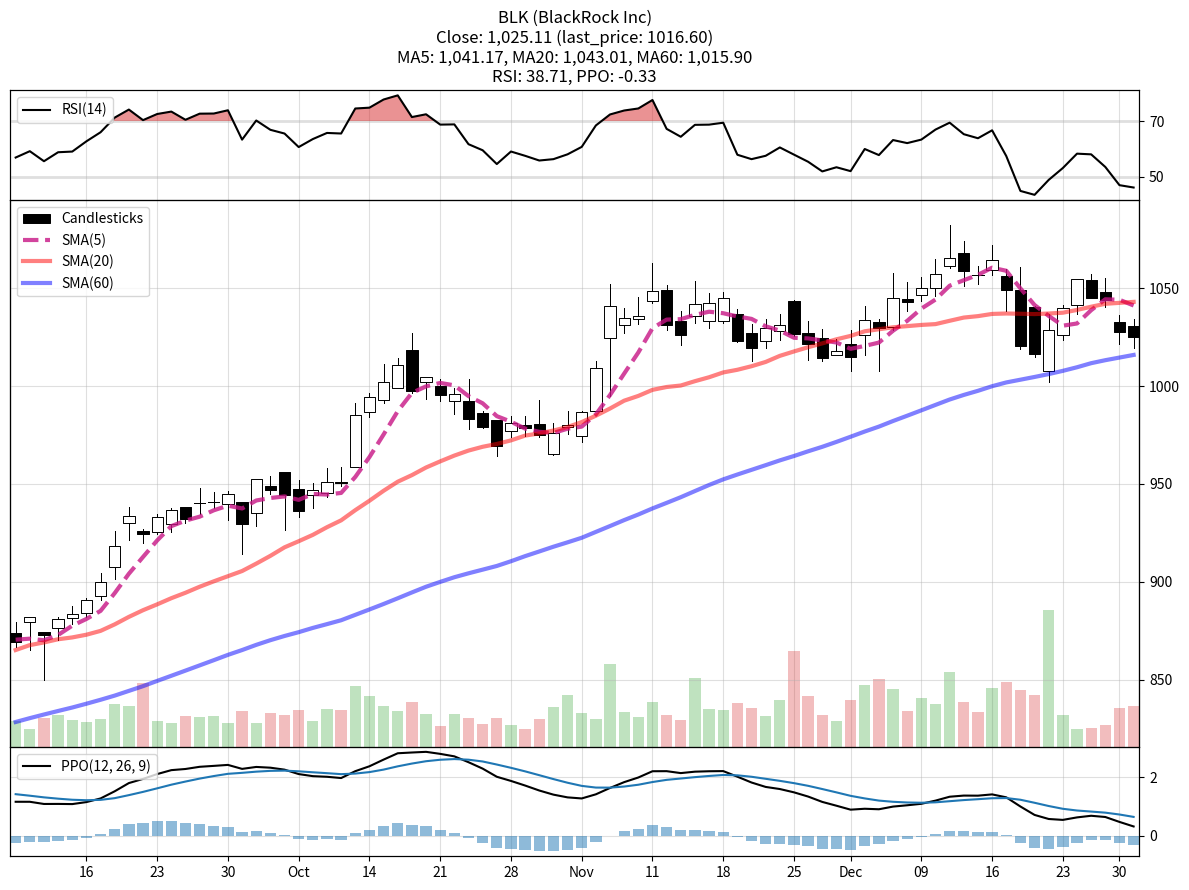 BLK (BlackRock Inc)
Close: 1,025.11 (last_price: 1016.60)
MA5: 1,041.17, MA20: 1,043.01, MA60: 1,015.90
RSI: 38.71, PPO: -0.33
RSI(14)
70
50
Candlesticks
SMA(5)
SMA(20)
SMA(60)
1050
1000
950
900
850
PPO(12, 26, 9)
2
0
16 23 30 Oct 14 21 28 Nov 11 18 25 Dec 09 16 23 30